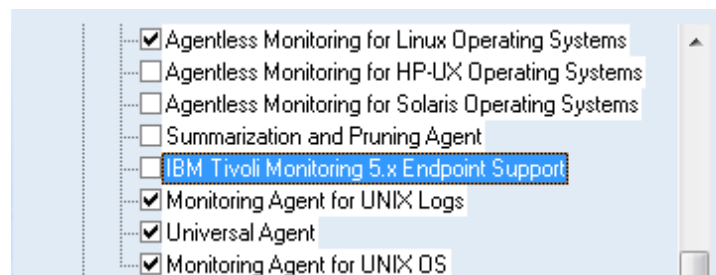 Agentless Monitoring for Linux Operating Systems
Agentless Monitoring for HP-UX Operating Systems
Agentless Monitoring for Solaris Operating Systems
Summarization and Pruning Agent
IBM Tivoli Monitoring 5.x Endpoint Support
Monitoring Agent for UNIX Logs
Universal Agent
Monitoring Agent for UNIX OS